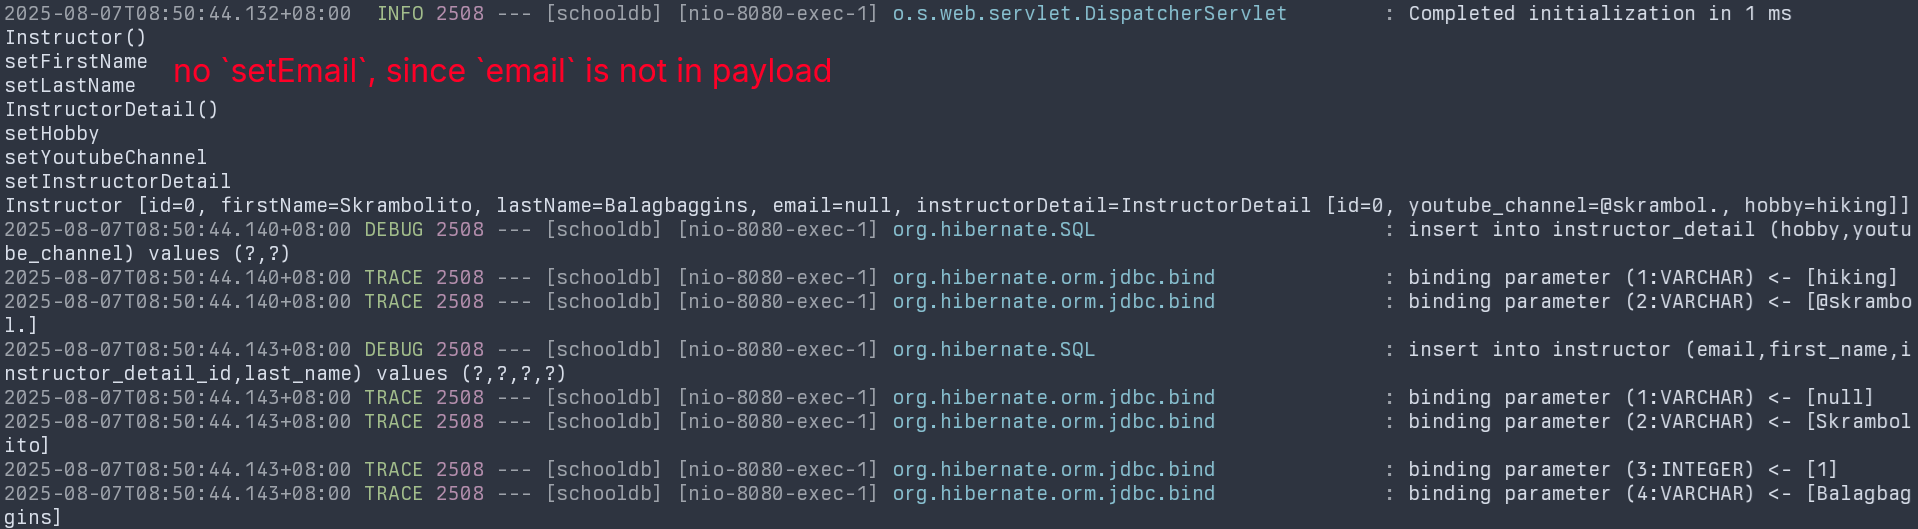 2025-08-07T08:50:44.132+08:00  INFO 2508 --- [schooldb] [nio-8080-exec-1] o.s.web.servlet.DispatcherServlet        : Completed initialization in 1 ms
Instructor()
setFirstName
no `setEmail`, since `email` is not in payload
setLastName
InstructorDetail()
setHobby
setYoutubeChannel
setInstructorDetail
Instructor [id=0, firstName=Skrambolito, lastName=Balagbaggins, email=null, instructorDetail=InstructorDetail [id=0, youtube_channel=@skrambol., hobby=hiking]]
2025-08-07T08:50:44.140+08:00 DEBUG 2508 --- [schooldb] [nio-8080-exec-1] org.hibernate.SQL                        : insert into instructor_detail (hobby,youtu
be_channel) values (?,?)
2025-08-07T08:50:44.140+08:00 TRACE 2508 --- [schooldb] [nio-8080-exec-1] org.hibernate.orm.jdbc.bind              : binding parameter (1:VARCHAR) <- [hiking]
2025-08-07T08:50:44.140+08:00 TRACE 2508 --- [schooldb] [nio-8080-exec-1] org.hibernate.orm.jdbc.bind              : binding parameter (2:VARCHAR) <- [@skrambo
l.]
2025-08-07T08:50:44.143+08:00 DEBUG 2508 --- [schooldb] [nio-8080-exec-1] org.hibernate.SQL                        : insert into instructor (email,first_name,i
nstructor_detail_id,last_name) values (?,?,?,?)
2025-08-07T08:50:44.143+08:00 TRACE 2508 --- [schooldb] [nio-8080-exec-1] org.hibernate.orm.jdbc.bind              : binding parameter (1:VARCHAR) <- [null]
2025-08-07T08:50:44.143+08:00 TRACE 2508 --- [schooldb] [nio-8080-exec-1] org.hibernate.orm.jdbc.bind              : binding parameter (2:VARCHAR) <- [Skrambol
ito]
2025-08-07T08:50:44.143+08:00 TRACE 2508 --- [schooldb] [nio-8080-exec-1] org.hibernate.orm.jdbc.bind              : binding parameter (3:INTEGER) <- [1]
2025-08-07T08:50:44.143+08:00 TRACE 2508 --- [schooldb] [nio-8080-exec-1] org.hibernate.orm.jdbc.bind              : binding parameter (4:VARCHAR) <- [Balagbag
gins]